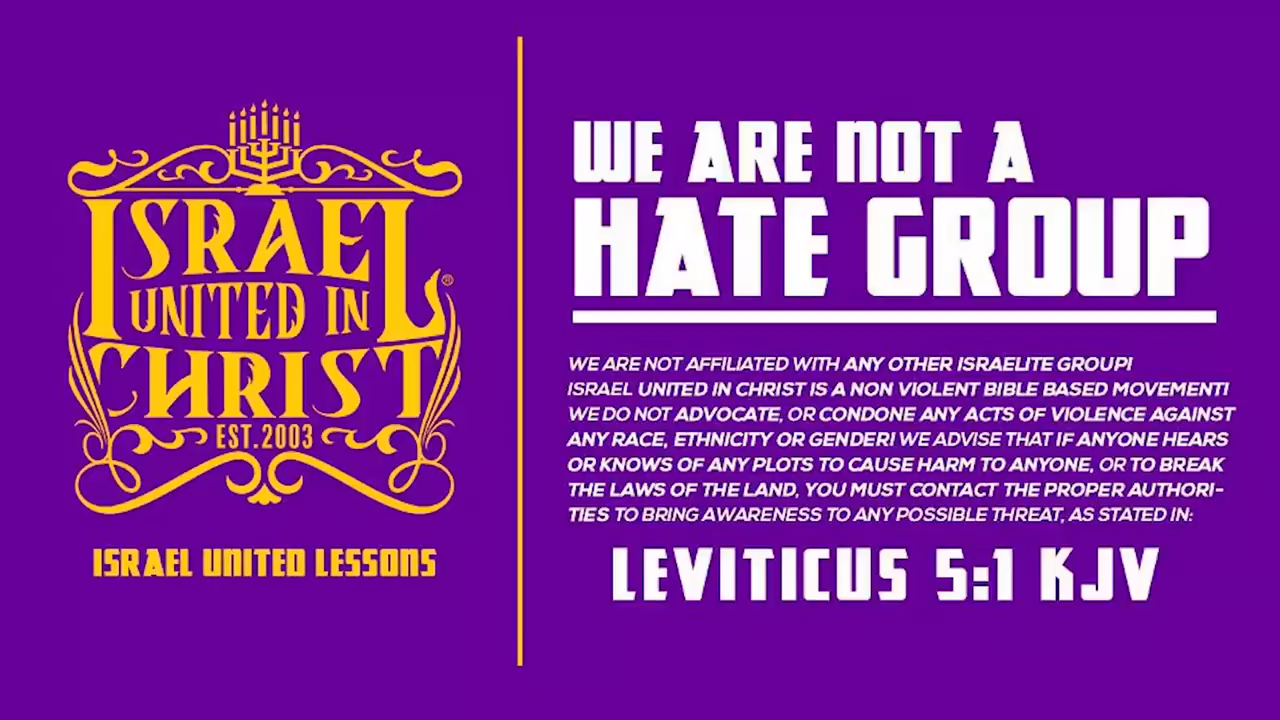 ISRAEL
UNITED IN
CHRIST
EST. 2003
®
ISRAEL UNITED LESSONS
WE ARE NOT A
HATE GROUP
WE ARE NOT AFFILIATED WITH ANY OTHER ISRAELITE GROUP!
ISRAEL UNITED IN CHRIST IS A NON VIOLENT BIBLE BASED MOVEMENT!
WE DO NOT ADVOCATE, OR CONDONE ANY ACTS OF VIOLENCE AGAINST
ANY RACE, ETHNICITY OR GENDER! WE ADVISE THAT IF ANYONE HEARS
OR KNOWS OF ANY PLOTS TO CAUSE HARM TO ANYONE, OR TO BREAK
THE LAWS OF THE LAND, YOU MUST CONTACT THE PROPER AUTHORI-
TIES TO BRING AWARENESS TO ANY POSSIBLE THREAT, AS STATED IN:
LEVITICUS 5:1 KJV